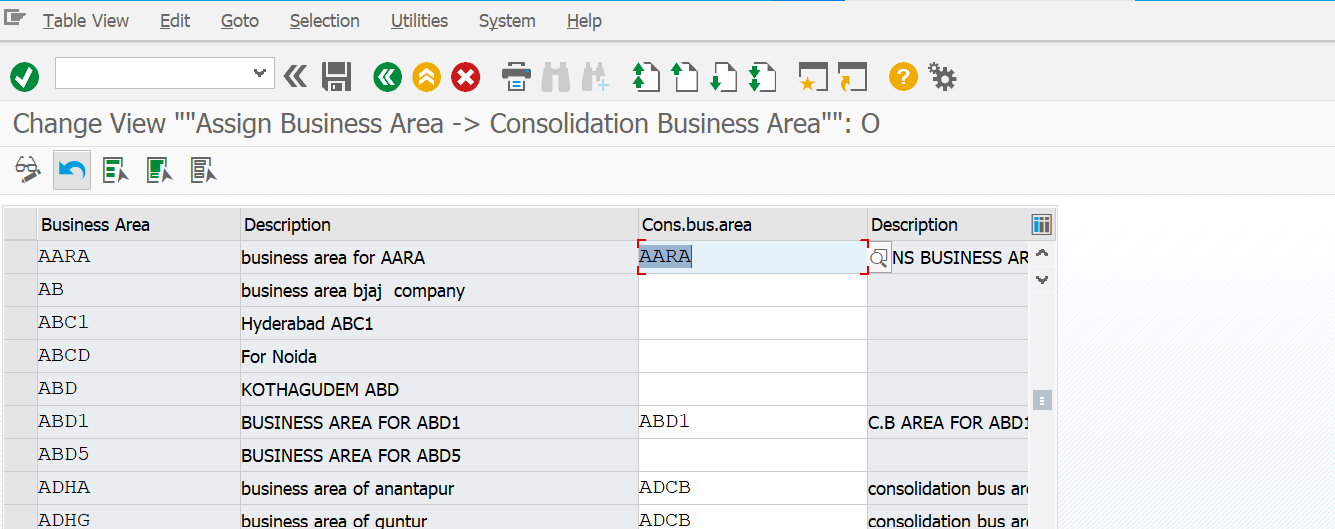 Table View Edit Goto Selection Utilities System Help
Change View ""Assign Business Area -> Consolidation Business Area"": O
Business Area Description Cons.bus.area Description
AARA business area for AARA AARA NS BUSINESS AR
AB business area bjaj company
ABC1 Hyderabad ABC1
ABCD For Noida
ABD KOTHAGUDEM ABD
ABD1 BUSINESS AREA FOR ABD1 ABD1 C.B AREA FOR ABD1
ABD5 BUSINESS AREA FOR ABD5
ADHA business area of anantapur ADCB consolidation bus are
ADHG business area of guntur ADCB consolidation bus are